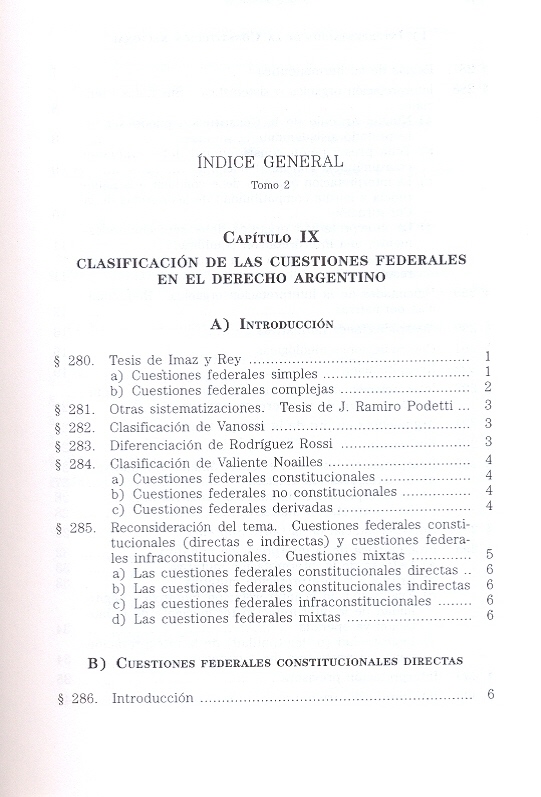 ÍNDICE GENERAL
Tomo 2
CAPÍTULO IX
CLASIFICACIÓN DE LAS CUESTIONES FEDERALES
EN EL DERECHO ARGENTINO
A) INTRODUCCIÓN
§ 280. Tesis de Imaz y Rey ................................................. 1
a) Cuestiones federales simples ................................. 1
b) Cuestiones federales complejas ............................. 2
§ 281. Otras sistematizaciones. Tesis de J. Ramiro Podetti ... 3
§ 282. Clasificación de Vanossi ............................................ 3
§ 283. Diferenciación de Rodríguez Rossi ............................. 3
§ 284. Clasificación de Valiente Noailles ................................ 4
a) Cuestiones federales constitucionales .................... 4
b) Cuestiones federales no constitucionales ............... 4
c) Cuestiones federales derivadas .............................. 4
§ 285. Reconsideración del tema. Cuestiones federales consti-
tucionales (directas e indirectas) y cuestiones federa-
les infraconstitucionales. Cuestiones mixtas ............. 5
a) Las cuestiones federales constitucionales directas .. 6
b) Las cuestiones federales constitucionales indirectas 6
c) Las cuestiones federales infraconstitucionales ........ 6
d) Las cuestiones federales mixtas ............................ 6
B) CUESTIONES FEDERALES CONSTITUCIONALES DIRECTAS
§ 286. Introducción ............................................................. 6